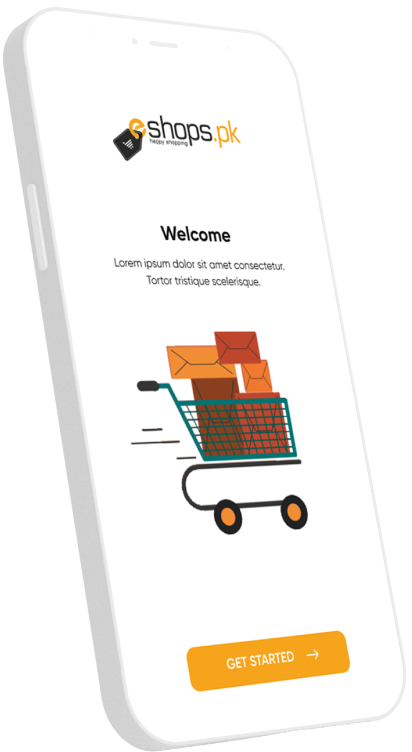 eshops.pk
happy shopping
Welcome
Lorem ipsum dolor sit amet consectetur.
Tortor tristique scelerisque.
GET STARTED →